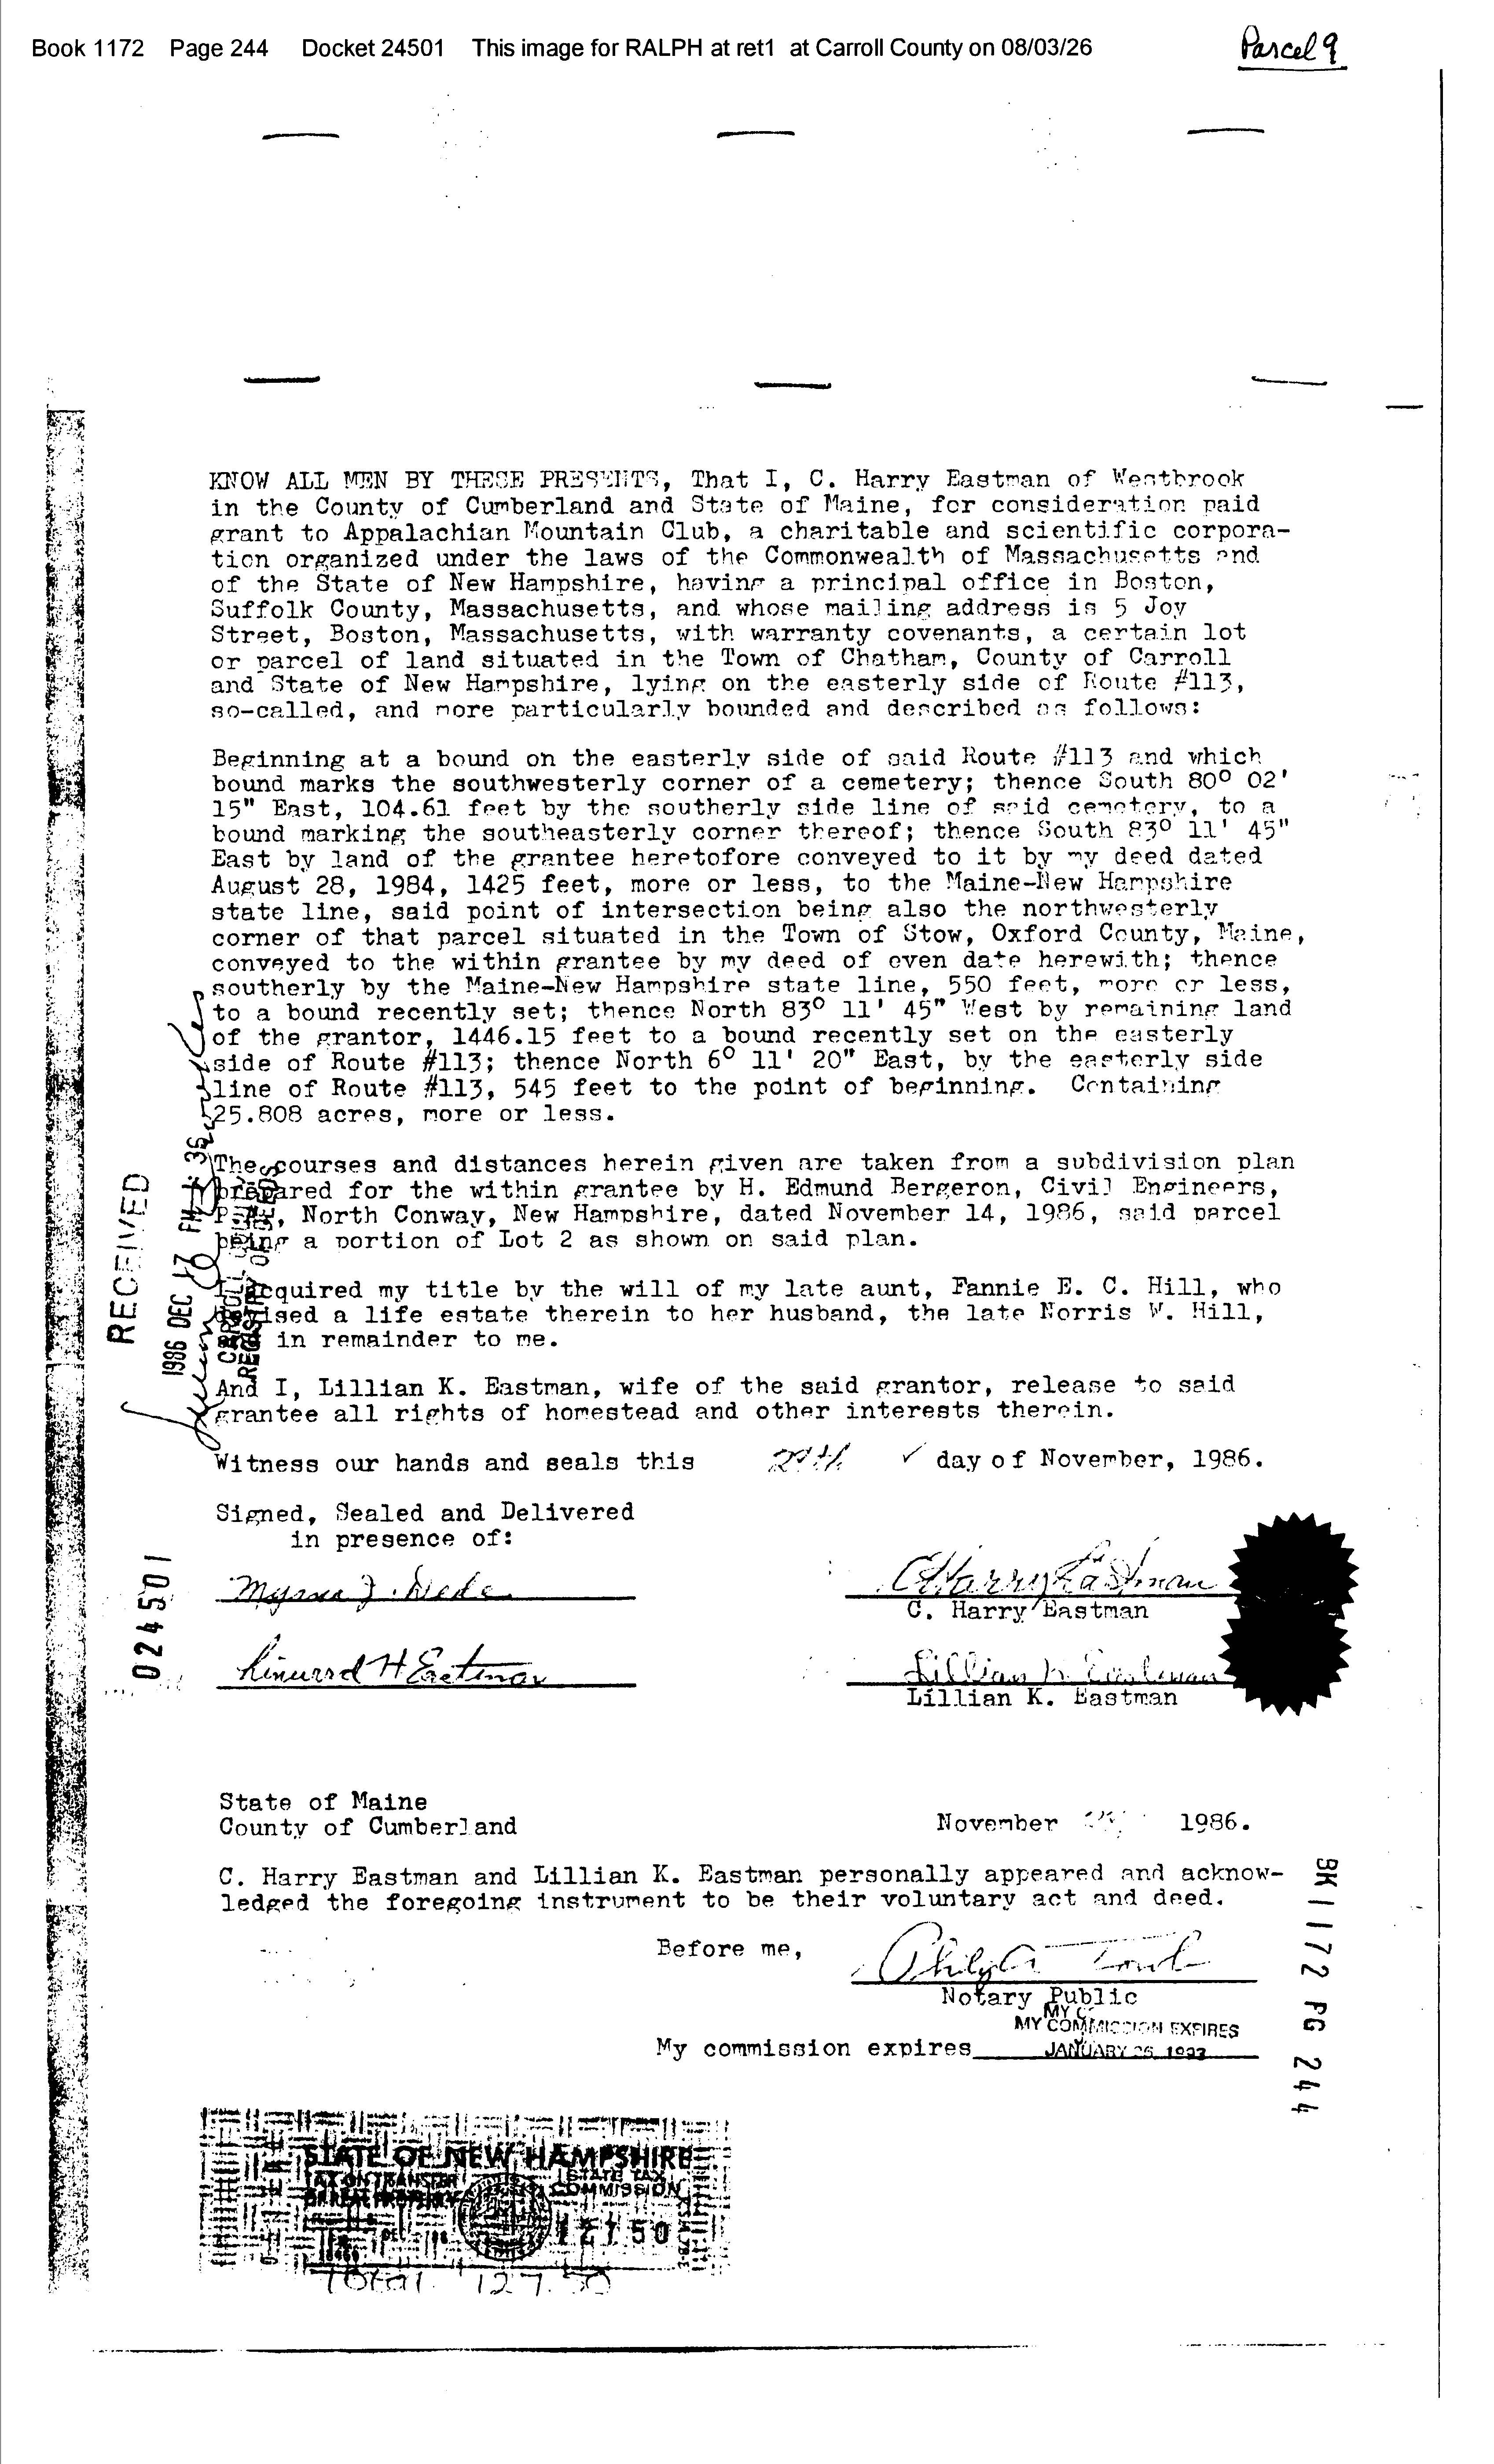 Book 1172 Page 244 Docket 24501 This image for RALPH at ret1 at Carroll County on 08/03/26
Parcel 9
KNOW ALL MEN BY THESE PRESENTS, That I, C. Harry Eastman of Westbrook
in the County of Cumberland and State of Maine, for consideration paid
grant to Appalachian Mountain Club, a charitable and scientific corpora-
tion organized under the laws of the Commonwealth of Massachusetts and
of the State of New Hampshire, having a principal office in Boston,
Suffolk County, Massachusetts, and whose mailing address is 5 Joy
Street, Boston, Massachusetts, with warranty covenants, a certain lot
or parcel of land situated in the Town of Chatham, County of Carroll
and State of New Hampshire, lying on the easterly side of Route #113,
so-called, and more particularly bounded and described as follows:
Beginning at a bound on the easterly side of said Route #113 and which
bound marks the southwesterly corner of a cemetery; thence South 80° 02'
15" East, 104.61 feet by the southerly side line of said cemetery, to a
bound marking the southeasterly corner thereof; thence South 83° 11' 45"
East by land of the grantee heretofore conveyed to it by my deed dated
August 28, 1984, 1425 feet, more or less, to the Maine-New Hampshire
state line, said point of intersection being also the northwesterly
corner of that parcel situated in the Town of Stow, Oxford County, Maine,
conveyed to the within grantee by my deed of even date herewith; thence
southerly by the Maine-New Hampshire state line, 550 feet, more or less,
to a bound recently set; thence North 83° 11' 45" West by remaining land
of the grantor, 1446.15 feet to a bound recently set on the easterly
side of Route #113; thence North 6° 11' 20" East, by the easterly side
line of Route #113, 545 feet to the point of beginning. Containing
25.808 acres, more or less.
The courses and distances herein given are taken from a subdivision plan
prepared for the within grantee by H. Edmund Bergeron, Civil Engineers,
North Conway, New Hampshire, dated November 14, 1986, said parcel
being a portion of Lot 2 as shown on said plan.
I acquired my title by the will of my late aunt, Fannie E. C. Hill, who
devised a life estate therein to her husband, the late Norris W. Hill,
in remainder to me.
And I, Lillian K. Eastman, wife of the said grantor, release to said
grantee all rights of homestead and other interests therein.
Witness our hands and seals this day of November, 1986.
Signed, Sealed and Delivered
in presence of:
C. Harry Eastman
C. Harry Eastman
Lillian K. Eastman
Lillian K. Eastman
RECEIVED
1986 DEC 17 PM
CARROLL COUNTY
REGISTRY OF DEEDS
024501
State of Maine
County of Cumberland
November 1986.
C. Harry Eastman and Lillian K. Eastman personally appeared and acknow-
ledged the foregoing instrument to be their voluntary act and deed.
Before me,
Notary Public
MY COMMISSION EXPIRES
My commission expires JANUARY
BK 1172 PG 244
STATE OF NEW HAMPSHIRE
TAX ON TRANSFER
OF REAL PROPERTY
STATE TAX
COMMISSION
127.50
Total 127.50